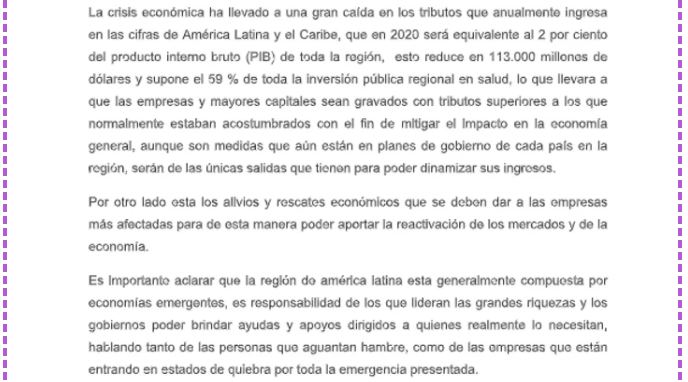 La crisis económica ha llevado a una gran caída en los tributos que anualmente ingresa
en las cifras de América Latina y el Caribe, que en 2020 será equivalente al 2 por ciento
del producto interno bruto (PIB) de toda la región, esto reduce en 113.000 millones de
dólares y supone el 59 % de toda la inversión pública regional en salud, lo que llevara a
que las empresas y mayores capitales sean gravados con tributos superiores a los que
normalmente estaban acostumbrados con el fin de mitigar el impacto en la economía
general, aunque son medidas que aún están en planes de gobierno de cada país en la
región, serán de las únicas salidas que tienen para poder dinamizar sus ingresos.
Por otro lado esta los alivios y rescates económicos que se deben dar a las empresas
más afectadas para de esta manera poder aportar la reactivación de los mercados y de la
economía.
Es importante aclarar que la región de américa latina esta generalmente compuesta por
economías emergentes, es responsabilidad de los que lideran las grandes riquezas y los
gobiernos poder brindar ayudas y apoyos dirigidos a quienes realmente lo necesitan,
hablando tanto de las personas que aguantan hambre, como de las empresas que están
entrando en estados de quiebra por toda la emergencia presentada.